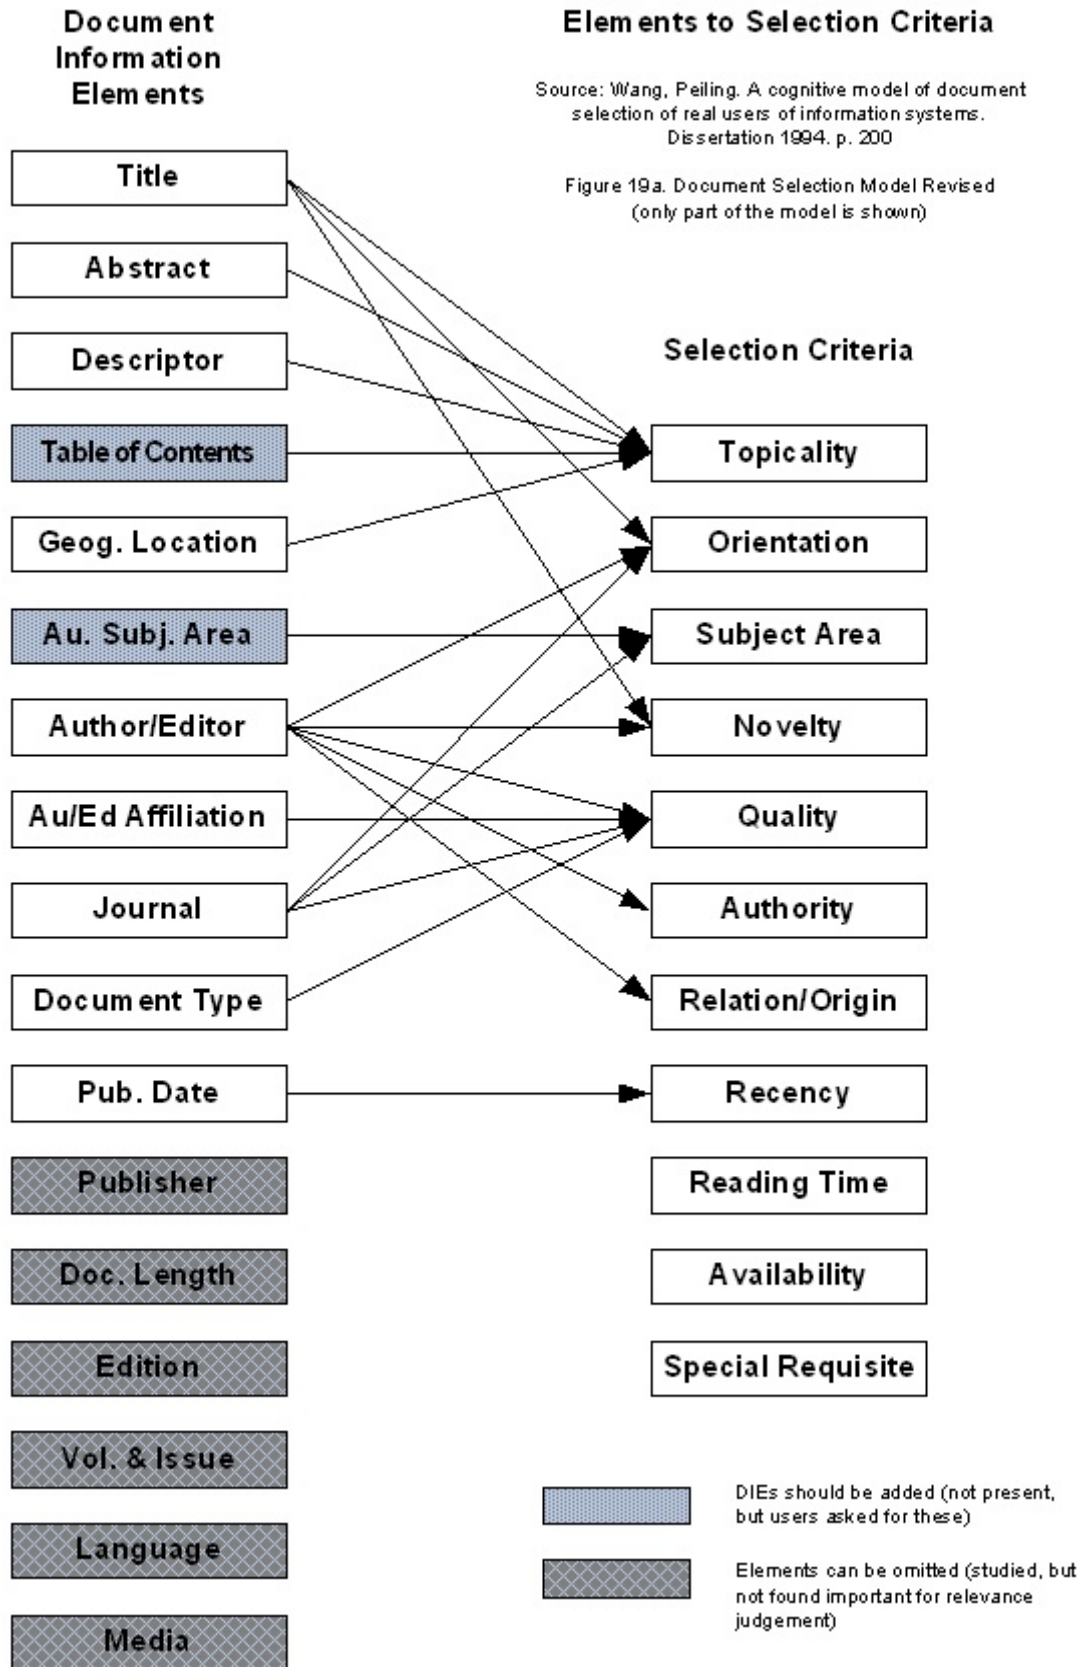 Document
Information
Elements
Elements to Selection Criteria
Source: Wang, Peiling. A cognitive model of document
selection of real users of information systems.
Dissertation 1994. p. 200
Figure 19a. Document Selection Model Revised
(only part of the model is shown)
Title
Abstract
Descriptor
Table of Contents
Geog. Location
Au. Subj. Area
Author/Editor
Au/Ed Affiliation
Journal
Document Type
Pub. Date
Publisher
Doc. Length
Edition
Vol. & Issue
Language
Media
Selection Criteria
Topicality
Orientation
Subject Area
Novelty
Quality
Authority
Relation/Origin
Recency
Reading Time
Availability
Special Requisite
DIEs should be added (not present,
but users asked for these)
Elements can be omitted (studied, but
not found important for relevance
judgement)